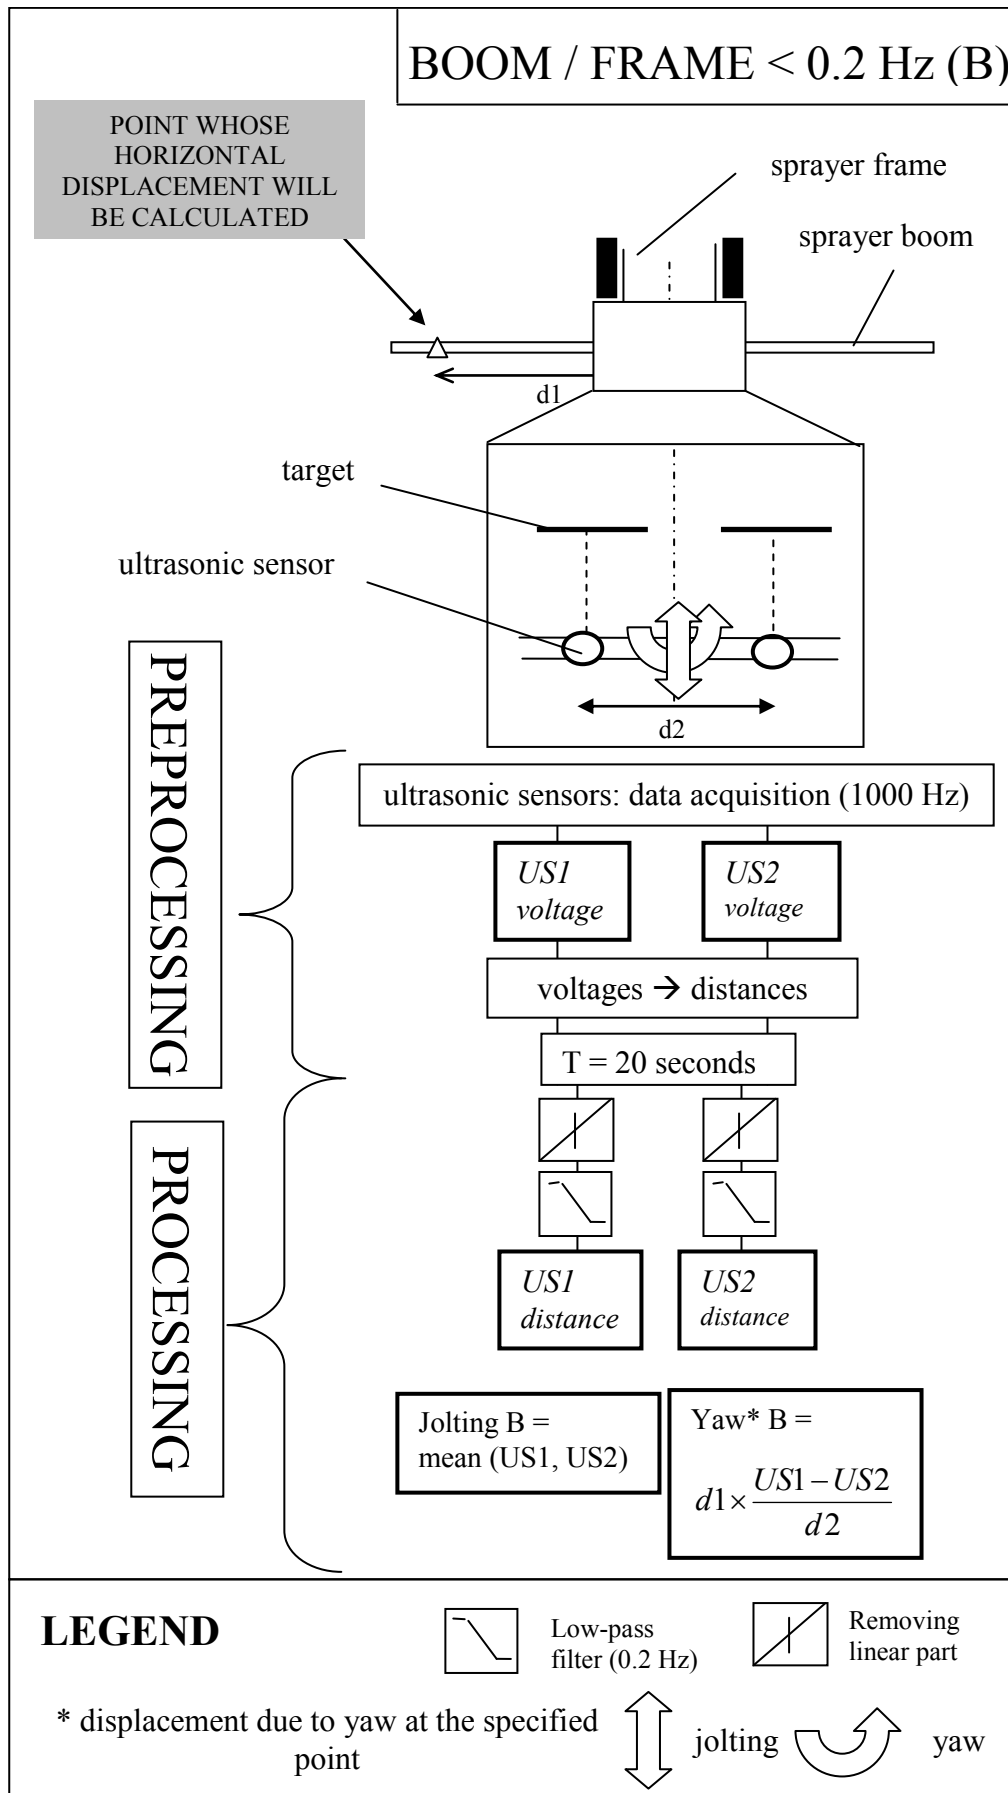 BOOM / FRAME < 0.2 Hz (B)
POINT WHOSE
HORIZONTAL
DISPLACEMENT WILL
BE CALCULATED
sprayer frame
sprayer boom
d1
target
ultrasonic sensor
d2
PREPROCESSING
ultrasonic sensors: data acquisition (1000 Hz)
US1
voltage
US2
voltage
voltages → distances
T = 20 seconds
PROCESSING
US1
distance
US2
distance
Jolting B =
mean (US1, US2)
Yaw* B =
d1 × (US1 − US2) / d2
LEGEND
Low-pass
filter (0.2 Hz)
Removing
linear part
* displacement due to yaw at the specified
point
jolting
yaw